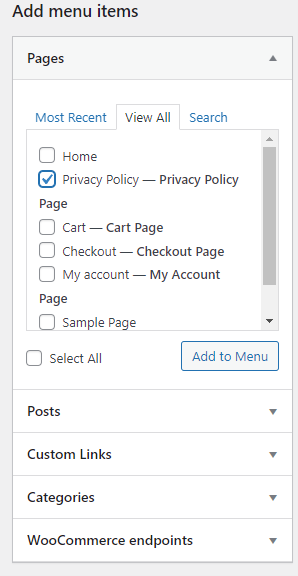 Add menu items
Pages
Most Recent View All Search
Home
Privacy Policy — Privacy Policy
Page
Cart — Cart Page
Checkout — Checkout Page
My account — My Account
Page
Sample Page
Select All Add to Menu
Posts
Custom Links
Categories
WooCommerce endpoints